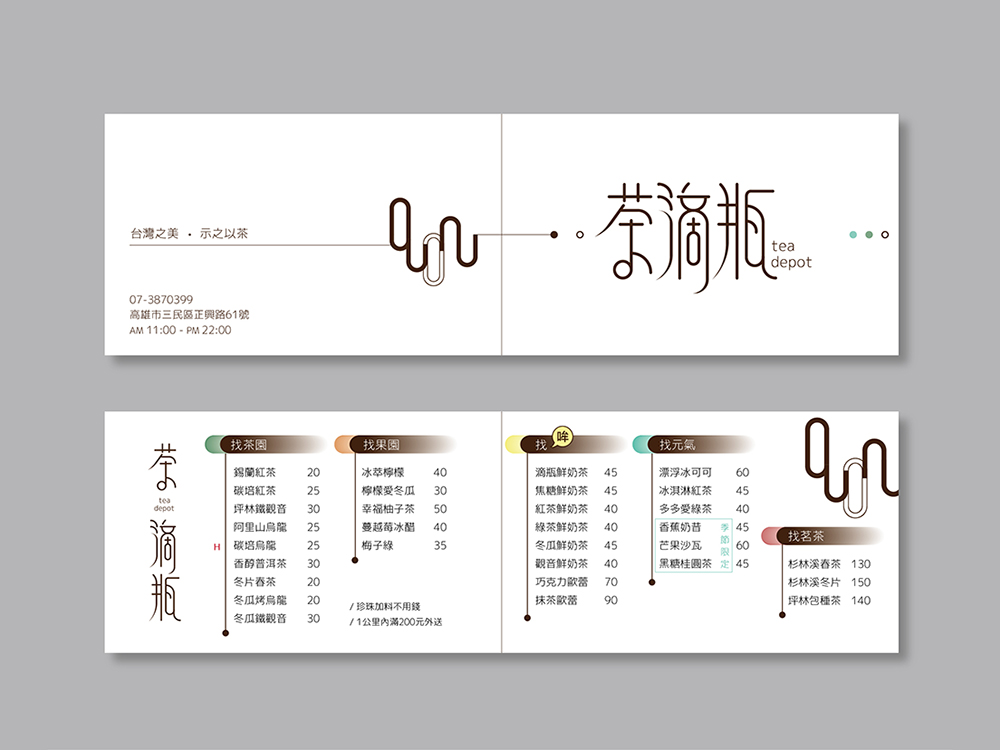 台灣之美 · 示之以茶
07-3870399
高雄市三民區正興路61號
AM 11:00 - PM 22:00
茶滴瓶
tea
depot
茶
tea
depot
滴瓶
找茶園
錫蘭紅茶 20
碳培紅茶 25
坪林鐵觀音 30
阿里山烏龍 25
H 碳培烏龍 25
香醇普洱茶 30
冬片春茶 20
冬瓜烤烏龍 20
冬瓜鐵觀音 30
找果園
冰萃檸檬 40
檸檬愛冬瓜 30
幸福柚子茶 50
蔓越莓冰醋 40
梅子綠 35
/ 珍珠加料不用錢
/ 1公里內滿200元外送
找 哞
滴瓶鮮奶茶 45
焦糖鮮奶茶 45
紅茶鮮奶茶 40
綠茶鮮奶茶 40
冬瓜鮮奶茶 45
觀音鮮奶茶 40
巧克力歐蕾 70
抹茶歐蕾 90
找元氣
漂浮冰可可 60
冰淇淋紅茶 45
多多愛綠茶 40
香蕉奶昔 45
芒果沙瓦 60
黑糖桂圓茶 45
季節限定
找茗茶
杉林溪春茶 130
杉林溪冬片 150
坪林包種茶 140